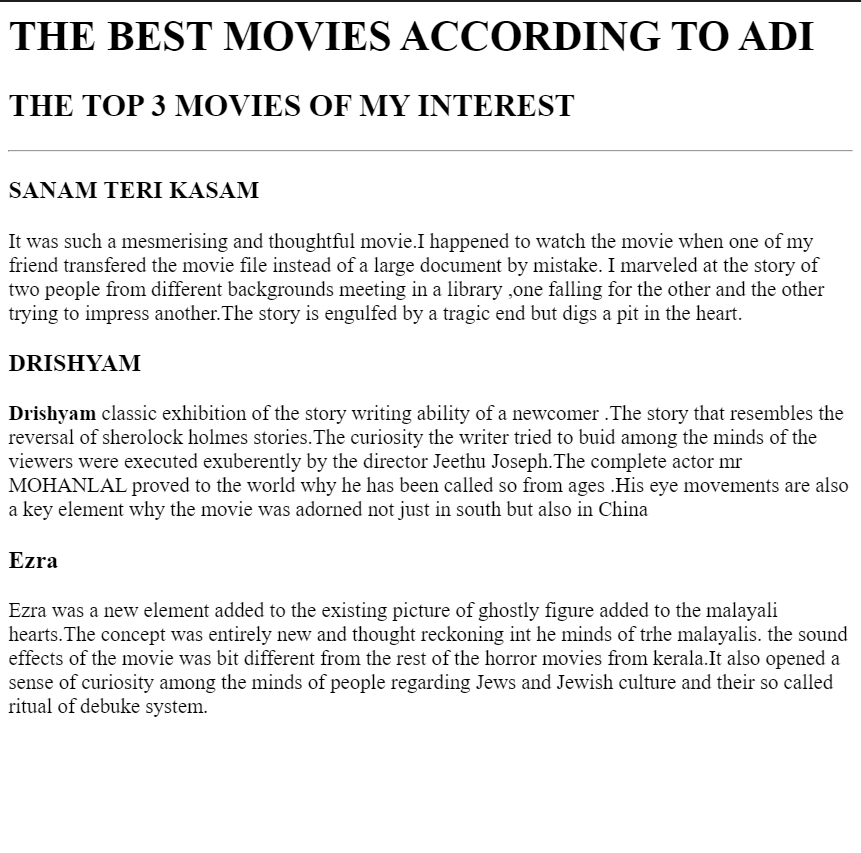 THE BEST MOVIES ACCORDING TO ADI
THE TOP 3 MOVIES OF MY INTEREST
SANAM TERI KASAM
It was such a mesmerising and thoughtful movie.I happened to watch the movie when one of my
friend transfered the movie file instead of a large document by mistake. I marveled at the story of
two people from different backgrounds meeting in a library ,one falling for the other and the other
trying to impress another.The story is engulfed by a tragic end but digs a pit in the heart.
DRISHYAM
Drishyam classic exhibition of the story writing ability of a newcomer .The story that resembles the
reversal of sherolock holmes stories.The curiosity the writer tried to buid among the minds of the
viewers were executed exuberently by the director Jeethu Joseph.The complete actor mr
MOHANLAL proved to the world why he has been called so from ages .His eye movements are also
a key element why the movie was adorned not just in south but also in China
Ezra
Ezra was a new element added to the existing picture of ghostly figure added to the malayali
hearts.The concept was entirely new and thought reckoning int he minds of trhe malayalis. the sound
effects of the movie was bit different from the rest of the horror movies from kerala.It also opened a
sense of curiosity among the minds of people regarding Jews and Jewish culture and their so called
ritual of debuke system.